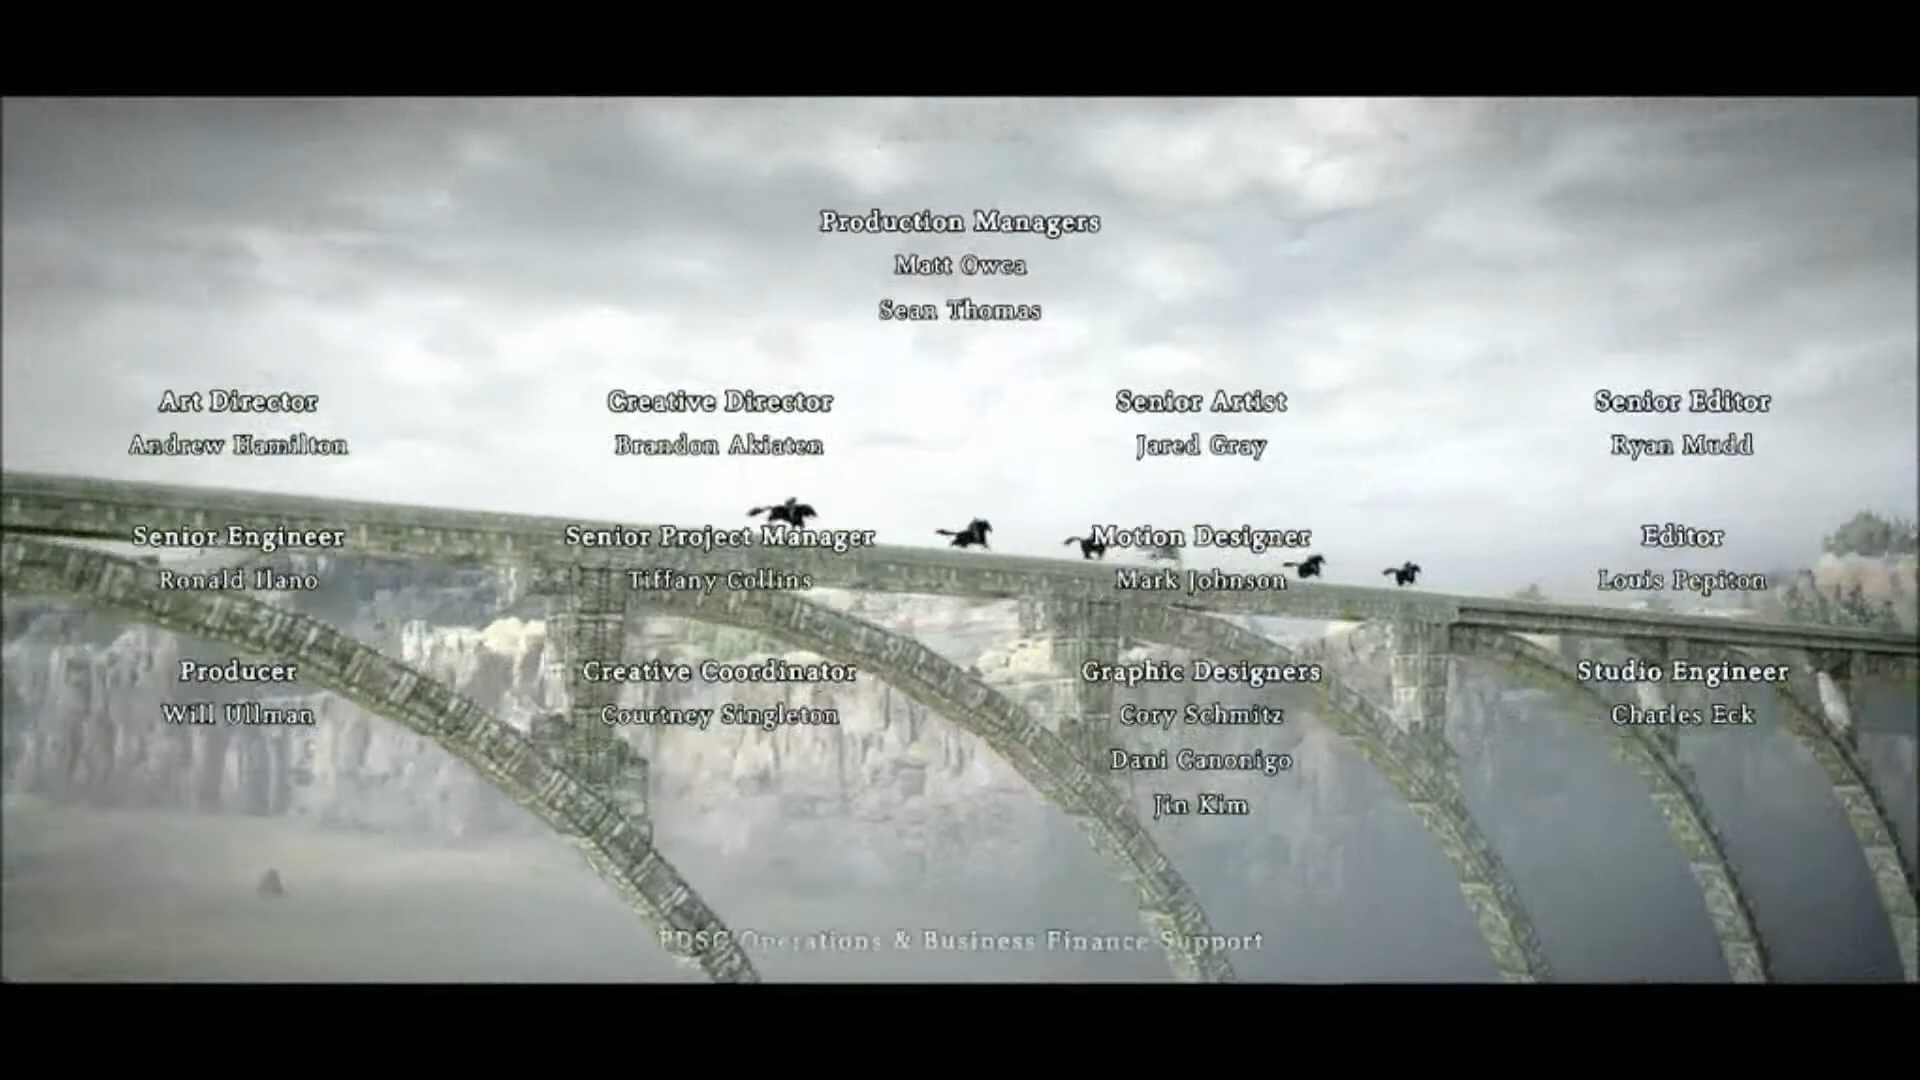 Production Managers
Matt Owca
Sean Thomas
Art Director
Andrew Hamilton
Creative Director
Brandon Akiaten
Senior Artist
Jared Gray
Senior Editor
Ryan Mudd
Senior Engineer
Ronald Ilano
Senior Project Manager
Tiffany Collins
Motion Designer
Mark Johnson
Editor
Louis Pepiton
Producer
Will Ullman
Creative Coordinator
Courtney Singleton
Graphic Designers
Cory Schmitz
Dani Canonigo
Jin Kim
Studio Engineer
Charles Eck
PDSG Operations & Business Finance Support